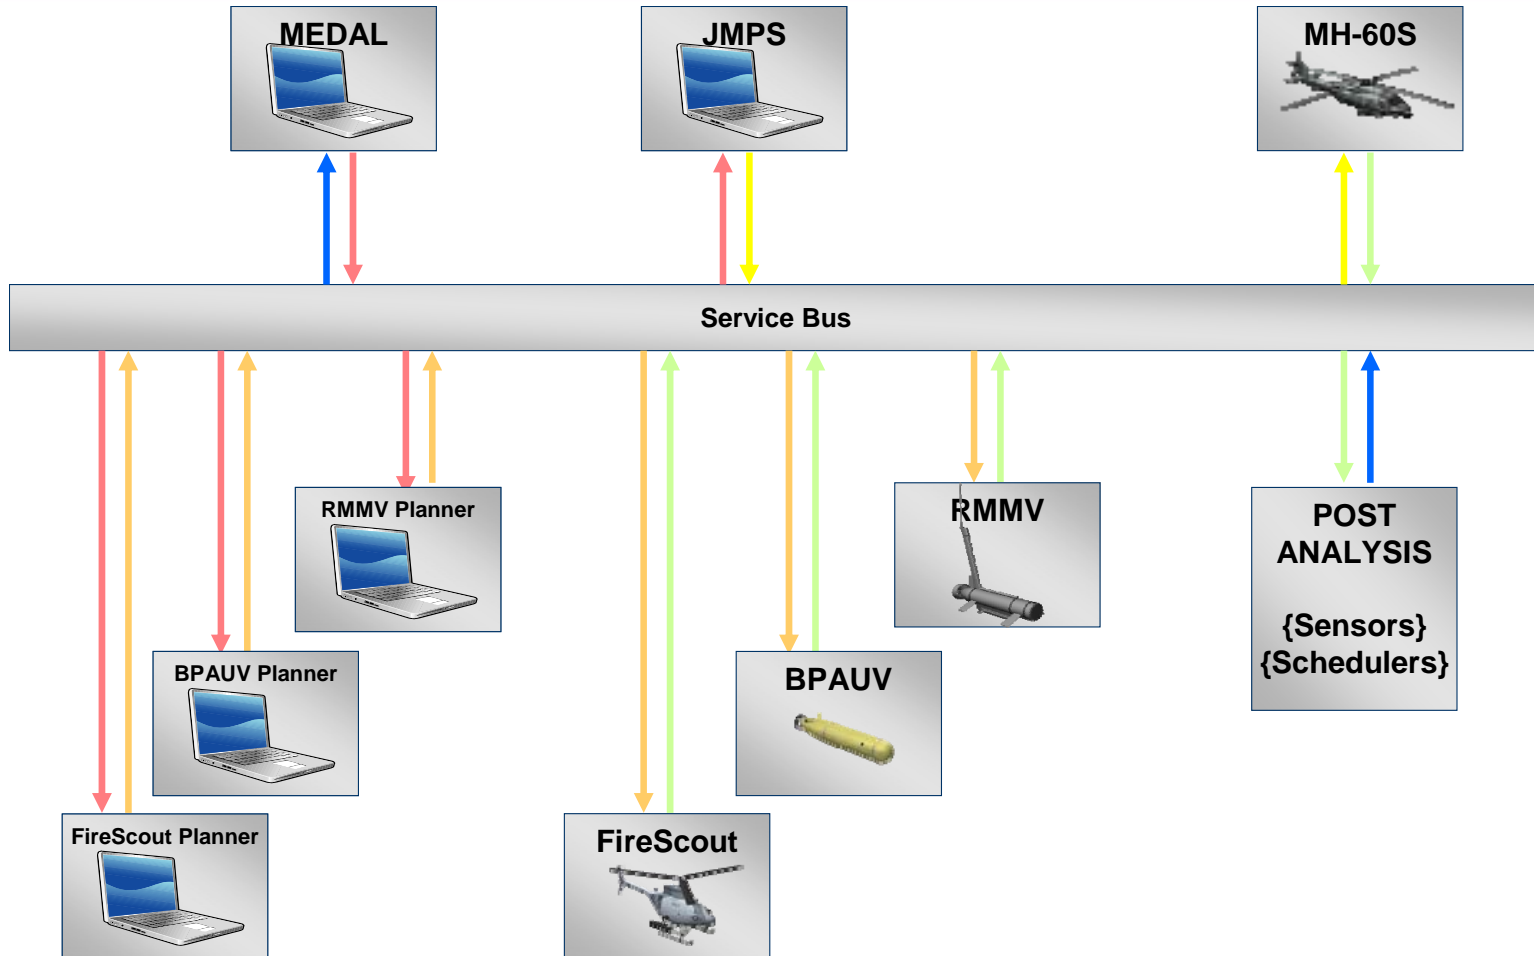 MEDAL
JMPS
MH-60S
Service Bus
RMMV Planner
RMMV
POST
ANALYSIS
{Sensors}
{Schedulers}
BPAUV Planner
BPAUV
FireScout Planner
FireScout